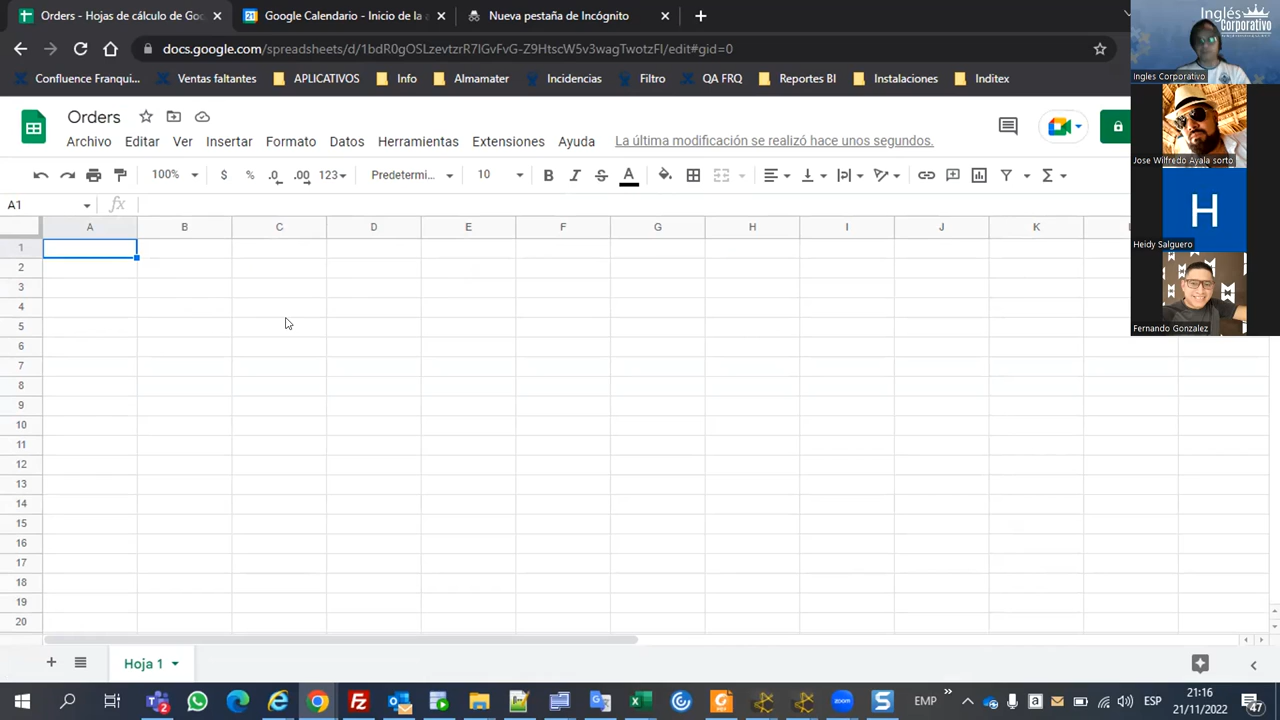 Orders - Hojas de cálculo de Goo
Google Calendario - Inicio de la a
Nueva pestaña de Incógnito
docs.google.com/spreadsheets/d/1bdR0gOSLzevtzrR7IGvFvG-Z9HscW5v3wagTwotzFI/edit#gid=0
Confluence Franqui...
Ventas faltantes
APLICATIVOS
Info
Almamater
Incidencias
Filtro
QA FRQ
Reportes BI
Instalaciones
Inditex
Orders
Archivo Editar Ver Insertar Formato Datos Herramientas Extensiones Ayuda
La última modificación se realizó hace unos segundos.
100% $ % .0 .00 123 Predetermi... 10 B I S A Σ
A1 fx
A B C D E F G H I J K
1
2
3
4
5
6
7
8
9
10
11
12
13
14
15
16
17
18
19
20
Hoja 1
Inglés
Corporativo
Ingles Corporativo
Jose Wilfredo Ayala sorto
H
Heidy Salguero
Fernando Gonzalez
EMP
ESP
21:16
21/11/2022
47